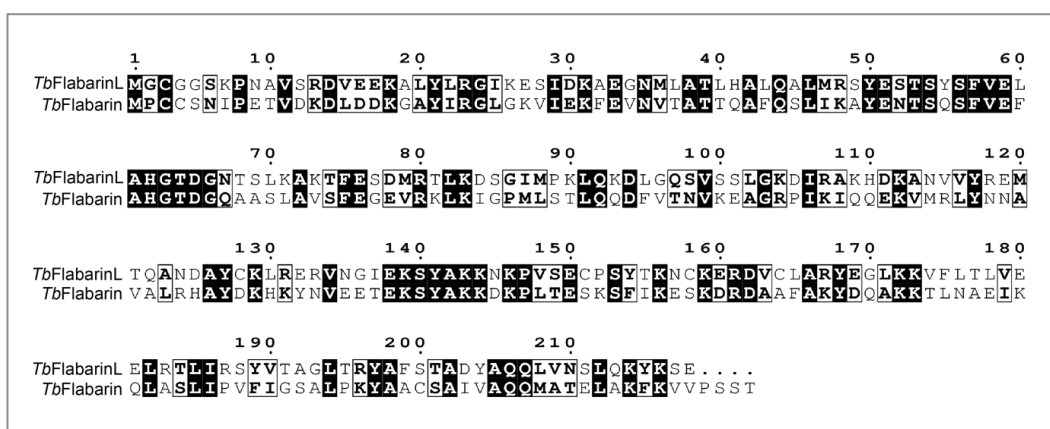 1 10 20 30 40 50 60
TbFlabarinL MGCGGSKPNAVSRDVEEKALYLRGIKESIDKAEGNMLATLHALQALMRSYESTSYSFVEL
TbFlabarin MPCCSNIPETVDKDLDDKGAYIRGLGKVIEKFEVNVTATTQAFQSLIKAYENTSQSFVEF
70 80 90 100 110 120
TbFlabarinL AHGTDGNTSLKAKTFESDMRTLKDSGIMPKLQKDLGQSVSSLGKDIRAKHDKANVVYREM
TbFlabarin AHGTDGQAASLAVSFEGEVRKLKIGPMLSTLQQDFVTNVKEAGRPIKIQQEKVMRLYNNA
130 140 150 160 170 180
TbFlabarinL TQANDAYCKLRERVNGIEKSYAKKNKPVSECPSYTKNCKERDVCLARYEGLKKVFLTLVE
TbFlabarin VALRHAYDKHKYNVEETEKSYAKKDKPLTESKSFIKESKDRDAAFAKYDQAKKTLNAEIK
190 200 210
TbFlabarinL ELRTLIRSYVTAGLTRYAFSTADYAQQLVNSLQKYKSE....
TbFlabarin QLASLIPVFIGSALPKYAACSAIVAQQMATELAKFKVVPSST